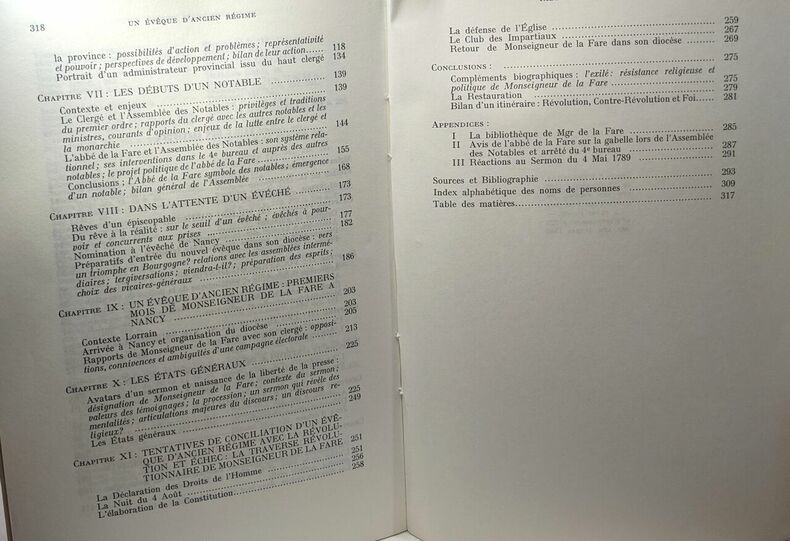 318 UN ÉVÊQUE D'ANCIEN RÉGIME
la province : possibilités d'action et problèmes ; représentativité
et pouvoir ; perspectives de développement ; bilan de leur action...... 118
Portrait d'un administrateur provincial issu du haut clergé 134
CHAPITRE VII : LES DÉBUTS D'UN NOTABLE ........ 139
Contexte et enjeux ........ 139
Le Clergé et l'Assemblée des Notables : privilèges et traditions
du premier ordre ; rapports du clergé avec les autres notables et les
ministres, courants d'opinion ; enjeux de la lutte entre le clergé et
la monarchie ........ 144
L'abbé de la Fare et l'Assemblée des Notables : son système rela-
tionnel ; ses interventions dans le 4e bureau et auprès des autres
notables ; le projet politique de l'abbé de la Fare ........ 155
Conclusions ; l'Abbé de la Fare symbole des notables ; émergence
d'un notable ; bilan général de l'Assemblée ........ 168
CHAPITRE VIII : DANS L'ATTENTE D'UN ÉVÊCHÉ ........ 173
Rêves d'un épiscopable ........ 173
Du rêve à la réalité : sur le seuil d'un évêché ; évêchés à pour-
voir et concurrents aux prises ........ 177
Nomination à l'évêché de Nancy ........ 182
Préparatifs d'entrée du nouvel évêque dans son diocèse : vers
un triomphe en Bourgogne? relations avec les assemblées intermé-
diaires ; tergiversations ; viendra-t-il? ; préparation des esprits ;
choix des vicaires-généraux ........ 186
CHAPITRE IX : UN ÉVÊQUE D'ANCIEN RÉGIME : PREMIERS
MOIS DE MONSEIGNEUR DE LA FARE A
NANCY ........ 203
Contexte Lorrain ........ 203
Arrivée à Nancy et organisation du diocèse ........ 205
Rapports de Monseigneur de la Fare avec son clergé : opposi-
tions, connivences et ambiguïtés d'une campagne électorale ........ 213
CHAPITRE X : LES ÉTATS GÉNÉRAUX ........ 225
Avatars d'un sermon et naissance de la liberté de la presse :
désignation de Monseigneur de la Fare ; contexte du sermon ;
valeurs des témoignages ; la procession ; un sermon qui révèle des
mentalités ; articulations majeures du discours ; un discours re-
ligieux? ........ 225
Les États généraux ........ 249
CHAPITRE XI : TENTATIVES DE CONCILIATION D'UN ÉVÊ-
QUE D'ANCIEN RÉGIME AVEC LA RÉVOLU-
TION ET ÉCHEC : LA TRAVERSE RÉVOLU-
TIONNAIRE DE MONSEIGNEUR DE LA FARE 251
La Déclaration des Droits de l'Homme ........ 251
La Nuit du 4 Août ........ 256
L'élaboration de la Constitution ........ 258
La défense de l'Église ........ 259
Le Club des Impartiaux ........ 267
Retour de Monseigneur de la Fare dans son diocèse ........ 269
CONCLUSIONS : ........ 275
Compléments biographiques : l'exilé : résistance religieuse et
politique de Monseigneur de la Fare ........ 275
La Restauration ........ 279
Bilan d'un itinéraire : Révolution, Contre-Révolution et Foi ..... 281
APPENDICES :
I La bibliothèque de Mgr de la Fare ........ 285
II Avis de l'abbé de la Fare sur la gabelle lors de l'Assemblée
des Notables et arrêté du 4e bureau ........ 287
III Réactions au Sermon du 4 Mai 1789 ........ 291
Sources et Bibliographie ........ 293
Index alphabétique des noms de personnes ........ 309
Table des matières ........ 317